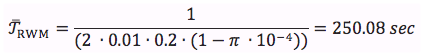 𝒯̄_RWM = 1 / (2 · 0.01 · 0.2 · (1 − π · 10⁻⁴)) = 250.08 sec